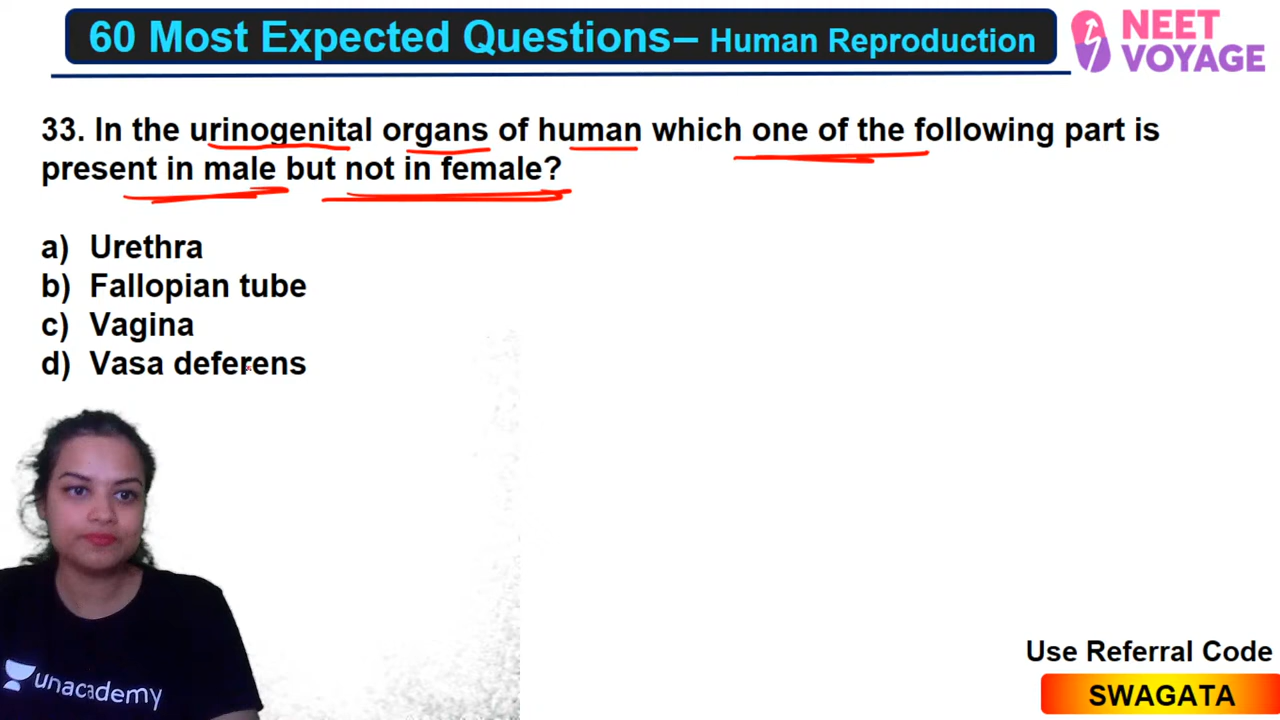 60 Most Expected Questions– Human Reproduction
NEET
VOYAGE
33. In the urinogenital organs of human which one of the following part is
present in male but not in female?
a) Urethra
b) Fallopian tube
c) Vagina
d) Vasa deferens
unacademy
Use Referral Code
SWAGATA